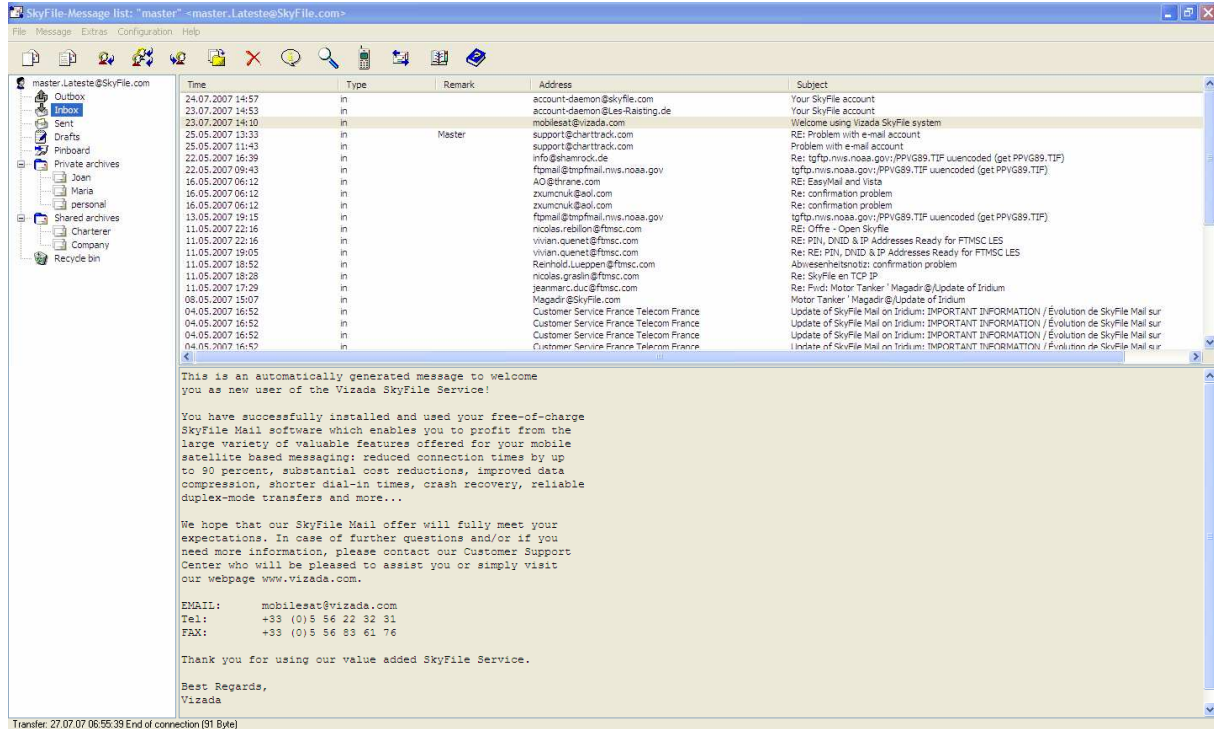 SkyFile-Message list: "master" <master.Lateste@SkyFile.com>
File Message Extras Configuration Help
master.Lateste@SkyFile.com
Outbox
Inbox
Sent
Drafts
Pinboard
Private archives
Joan
Maria
personal
Shared archives
Charterer
Company
Recycle bin
Time Type Remark Address Subject
24.07.2007 14:57 in account-daemon@skyfile.com Your SkyFile account
23.07.2007 14:53 in account-daemon@Les-Raisting.de Your SkyFile account
23.07.2007 14:10 in mobilesat@vizada.com Welcome using Vizada SkyFile system
25.05.2007 13:33 in Master support@charttrack.com RE: Problem with e-mail account
25.05.2007 11:43 in support@charttrack.com Problem with e-mail account
22.05.2007 16:39 in info@shamrock.de Re: tgftp.nws.noaa.gov:/PPVG89.TIF uuencoded (get PPVG89.TIF)
22.05.2007 09:43 in ftpmail@tmpfmail.nws.noaa.gov tgftp.nws.noaa.gov:/PPVG89.TIF uuencoded (get PPVG89.TIF)
16.05.2007 06:12 in AO@thrane.com RE: EasyMail and Vista
16.05.2007 06:12 in zxumcnuk@aol.com Re: confirmation problem
16.05.2007 06:12 in zxumcnuk@aol.com Re: confirmation problem
13.05.2007 19:15 in ftpmail@tmpfmail.nws.noaa.gov tgftp.nws.noaa.gov:/PPVG89.TIF uuencoded (get PPVG89.TIF)
11.05.2007 22:16 in nicolas.rebillon@ftmsc.com RE: Offre - Open Skyfile
11.05.2007 22:16 in vivian.quenet@ftmsc.com RE: PIN, DNID & IP Addresses Ready for FTMSC LES
11.05.2007 19:05 in vivian.quenet@ftmsc.com Re: RE: PIN, DNID & IP Addresses Ready for FTMSC LES
11.05.2007 18:52 in Reinhold.Lueppen@ftmsc.com Abwesenheitsnotiz: confirmation problem
11.05.2007 18:28 in nicolas.graslin@ftmsc.com Re: SkyFile en TCP IP
11.05.2007 17:29 in jeanmarc.duc@ftmsc.com Re: Fwd: Motor Tanker ' Magadir@/Update of Iridium
08.05.2007 15:07 in Magadir@SkyFile.com Motor Tanker ' Magadir@/Update of Iridium
04.05.2007 16:52 in Customer Service France Telecom France Update of SkyFile Mail on Iridium: IMPORTANT INFORMATION / Évolution de SkyFile Mail sur
04.05.2007 16:52 in Customer Service France Telecom France Update of SkyFile Mail on Iridium: IMPORTANT INFORMATION / Évolution de SkyFile Mail sur
04.05.2007 16:52 in Customer Service France Telecom France Update of SkyFile Mail on Iridium: IMPORTANT INFORMATION / Évolution de SkyFile Mail sur
This is an automatically generated message to welcome
you as new user of the Vizada SkyFile Service!
You have successfully installed and used your free-of-charge
SkyFile Mail software which enables you to profit from the
large variety of valuable features offered for your mobile
satellite based messaging: reduced connection times by up
to 90 percent, substantial cost reductions, improved data
compression, shorter dial-in times, crash recovery, reliable
duplex-mode transfers and more...
We hope that our SkyFile Mail offer will fully meet your
expectations. In case of further questions and/or if you
need more information, please contact our Customer Support
Center who will be pleased to assist you or simply visit
our webpage www.vizada.com.
EMAIL: mobilesat@vizada.com
Tel: +33 (0)5 56 22 32 31
FAX: +33 (0)5 56 83 61 76
Thank you for using our value added SkyFile Service.
Best Regards,
Vizada
Transfer: 27.07.07 06:55:39 End of connection (91 Byte)